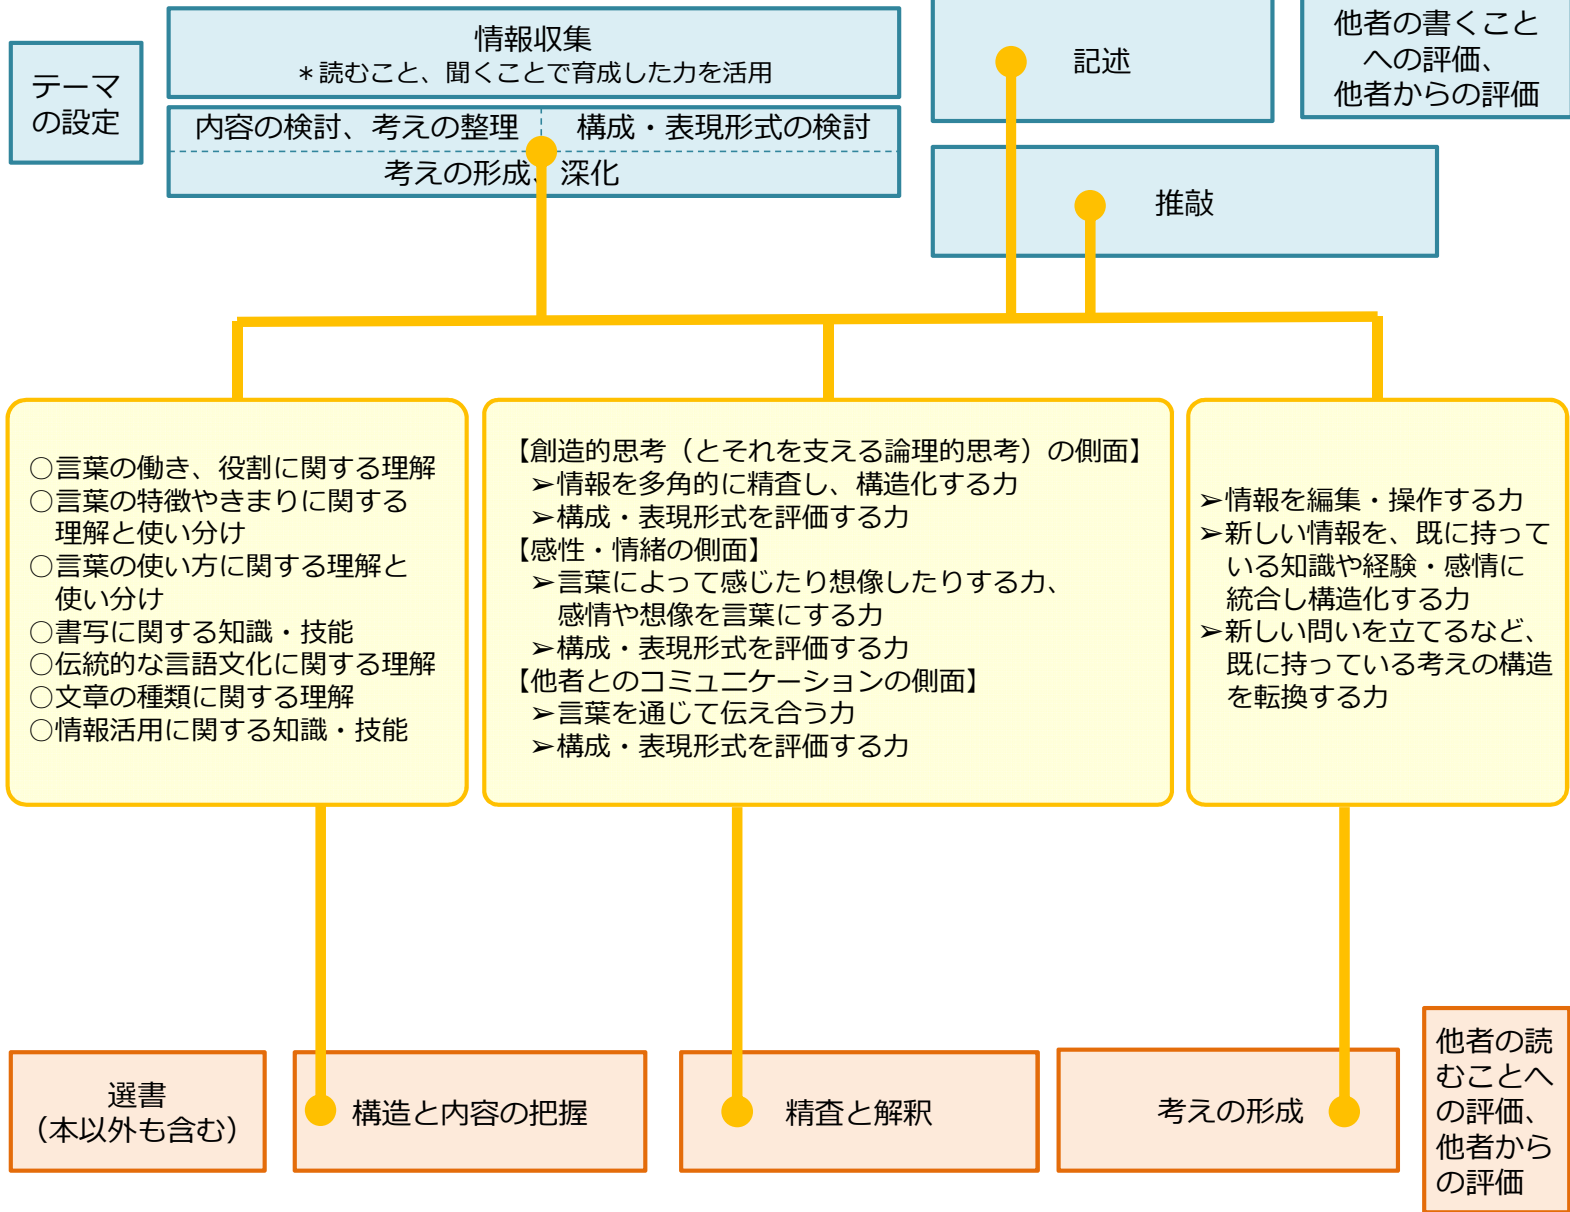 テーマ
の設定
情報収集
＊読むこと、聞くことで育成した力を活用
内容の検討、考えの整理
構成・表現形式の検討
考えの形成、深化
記述
推敲
他者の書くこと
への評価、
他者からの評価
○言葉の働き、役割に関する理解
○言葉の特徴やきまりに関する
理解と使い分け
○言葉の使い方に関する理解と
使い分け
○書写に関する知識・技能
○伝統的な言語文化に関する理解
○文章の種類に関する理解
○情報活用に関する知識・技能
【創造的思考（とそれを支える論理的思考）の側面】
➢情報を多角的に精査し、構造化する力
➢構成・表現形式を評価する力
【感性・情緒の側面】
➢言葉によって感じたり想像したりする力、
感情や想像を言葉にする力
➢構成・表現形式を評価する力
【他者とのコミュニケーションの側面】
➢言葉を通じて伝え合う力
➢構成・表現形式を評価する力
➢情報を編集・操作する力
➢新しい情報を、既に持って
いる知識や経験・感情に
統合し構造化する力
➢新しい問いを立てるなど、
既に持っている考えの構造
を転換する力
選書
（本以外も含む）
構造と内容の把握
精査と解釈
考えの形成
他者の読
むことへ
の評価、
他者から
の評価